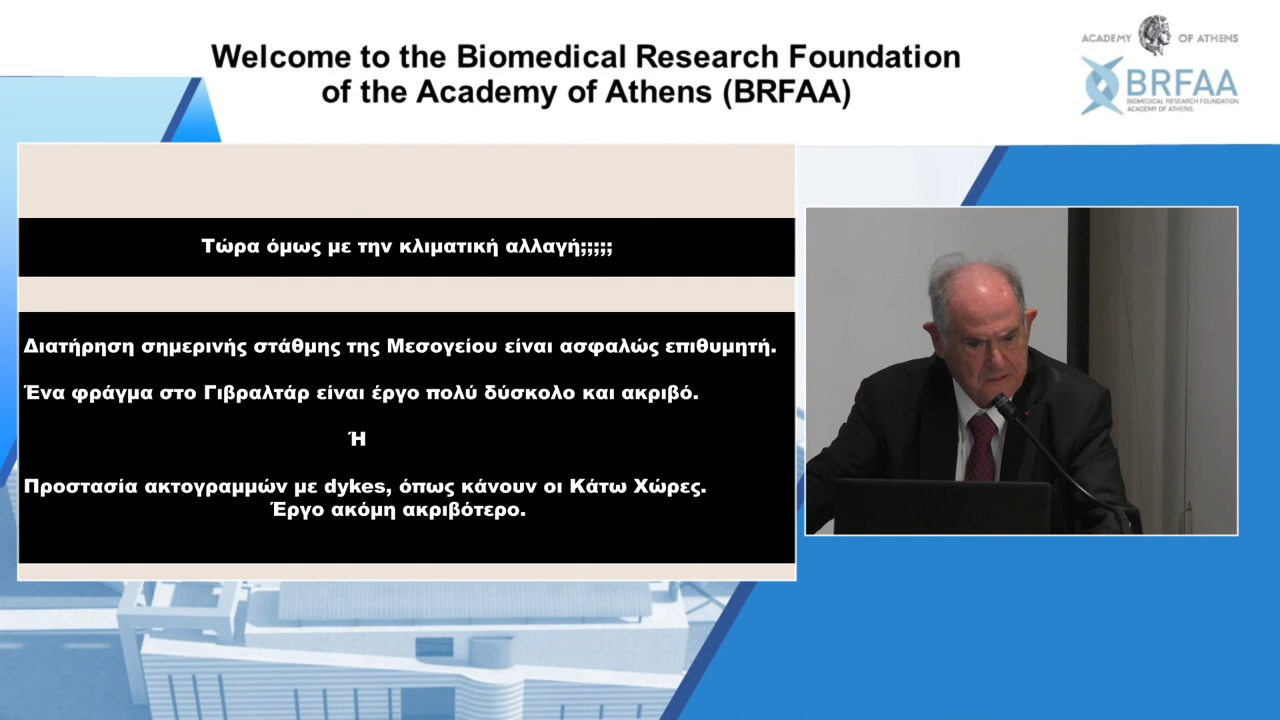 Welcome to the Biomedical Research Foundation
of the Academy of Athens (BRFAA)
ACADEMY OF ATHENS
BRFAA
BIOMEDICAL RESEARCH FOUNDATION
ACADEMY OF ATHENS
Τώρα όμως με την κλιματική αλλαγή;;;;;
Διατήρηση σημερινής στάθμης της Μεσογείου είναι ασφαλώς επιθυμητή.
Ένα φράγμα στο Γιβραλτάρ είναι έργο πολύ δύσκολο και ακριβό.
Ή
Προστασία ακτογραμμών με dykes, όπως κάνουν οι Κάτω Χώρες.
Έργο ακόμη ακριβότερο.